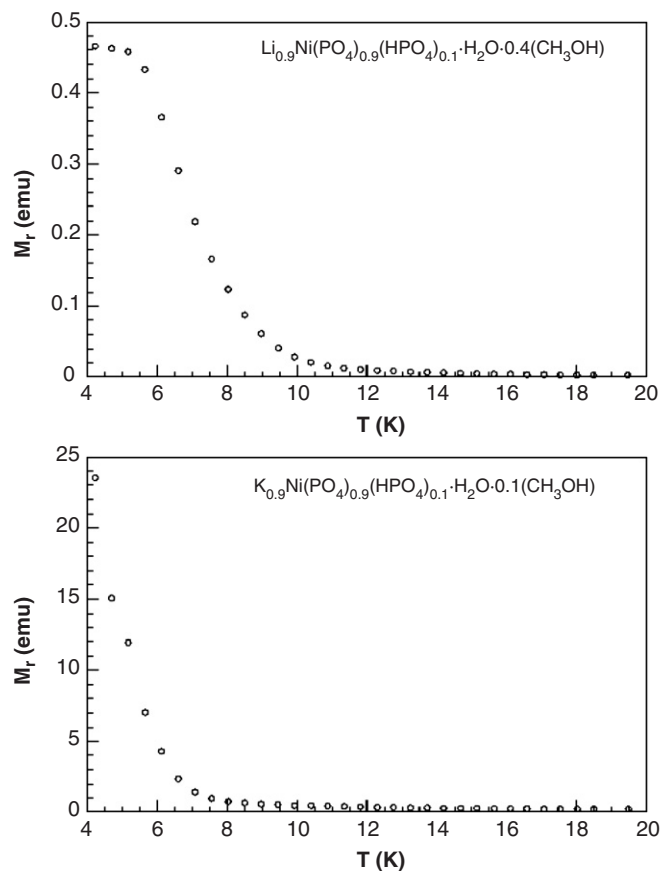 0.5
Li0.9Ni(PO4)0.9(HPO4)0.1·H2O·0.4(CH3OH)
0.4
0.3
0.2
0.1
0
Mr (emu)
4 6 8 10 12 14 16 18 20
T (K)
25
K0.9Ni(PO4)0.9(HPO4)0.1·H2O·0.1(CH3OH)
20
15
10
5
0
Mr (emu)
4 6 8 10 12 14 16 18 20
T (K)